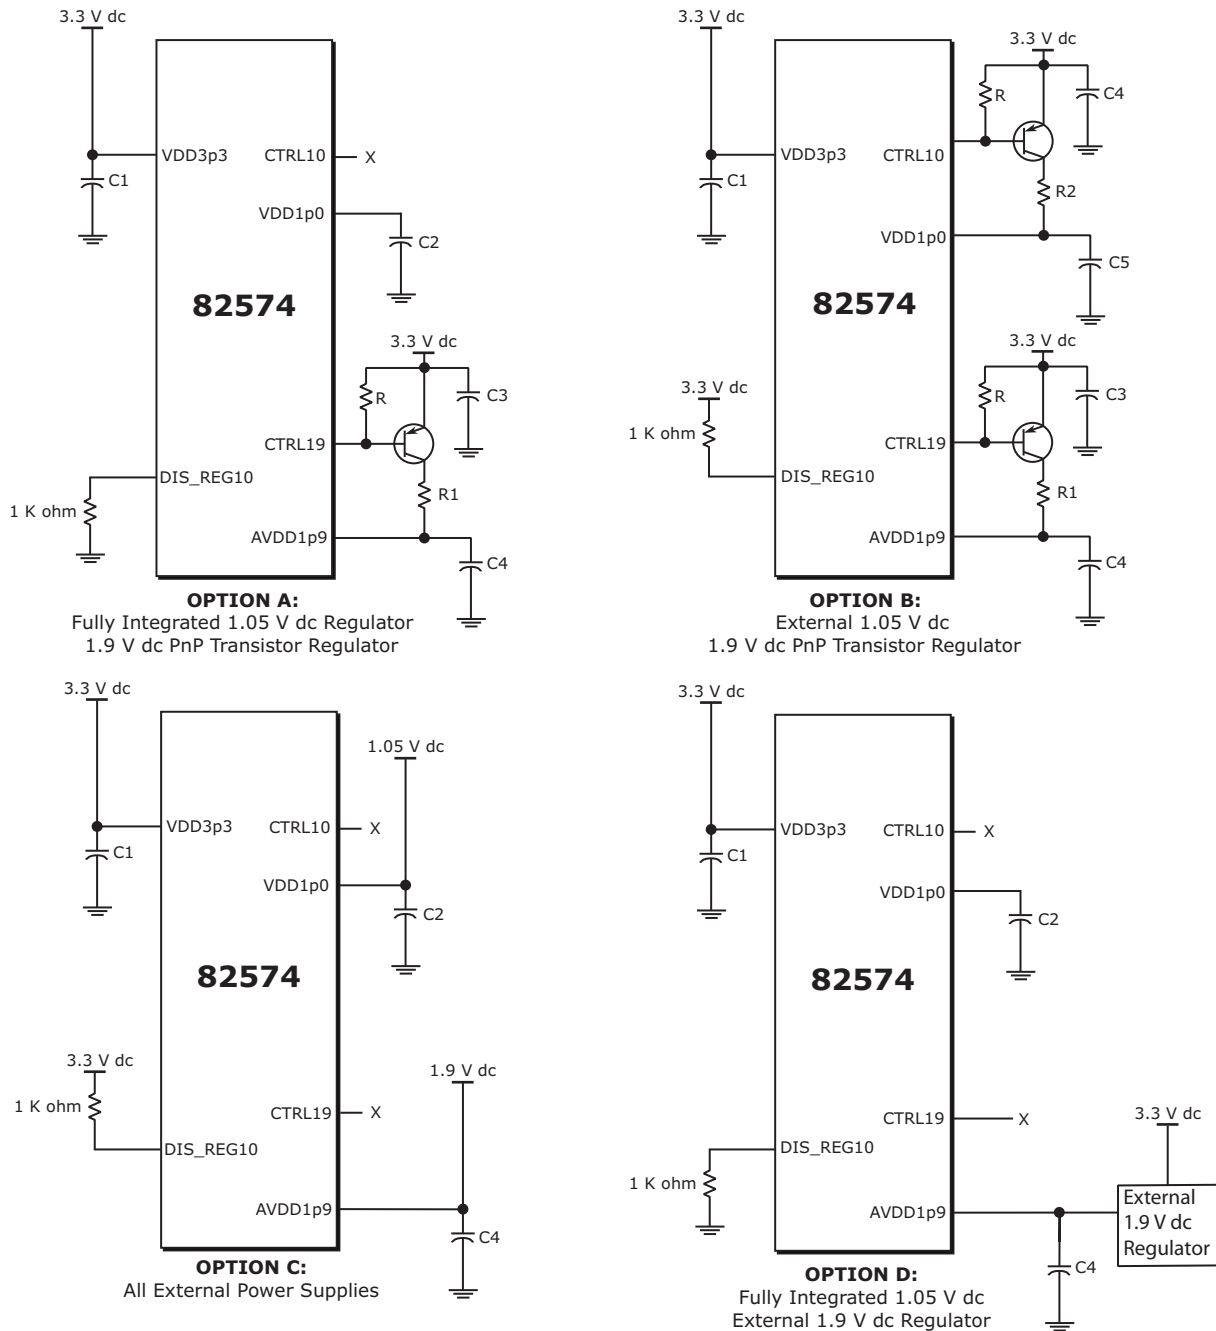 3.3 V dc
VDD3p3
C1
CTRL10
X
VDD1p0
C2
82574
3.3 V dc
R
C3
CTRL19
DIS_REG10
1 K ohm
R1
AVDD1p9
C4
OPTION A:
Fully Integrated 1.05 V dc Regulator
1.9 V dc PnP Transistor Regulator
3.3 V dc
3.3 V dc
R
C4
VDD3p3
CTRL10
C1
R2
VDD1p0
C5
82574
3.3 V dc
3.3 V dc
R
C3
1 K ohm
CTRL19
DIS_REG10
R1
AVDD1p9
C4
OPTION B:
External 1.05 V dc
1.9 V dc PnP Transistor Regulator
3.3 V dc
1.05 V dc
VDD3p3
CTRL10
X
C1
VDD1p0
C2
82574
3.3 V dc
1.9 V dc
1 K ohm
CTRL19
X
DIS_REG10
AVDD1p9
C4
OPTION C:
All External Power Supplies
3.3 V dc
VDD3p3
CTRL10
X
C1
VDD1p0
C2
82574
CTRL19
X
3.3 V dc
DIS_REG10
1 K ohm
AVDD1p9
External
1.9 V dc
Regulator
C4
OPTION D:
Fully Integrated 1.05 V dc
External 1.9 V dc Regulator